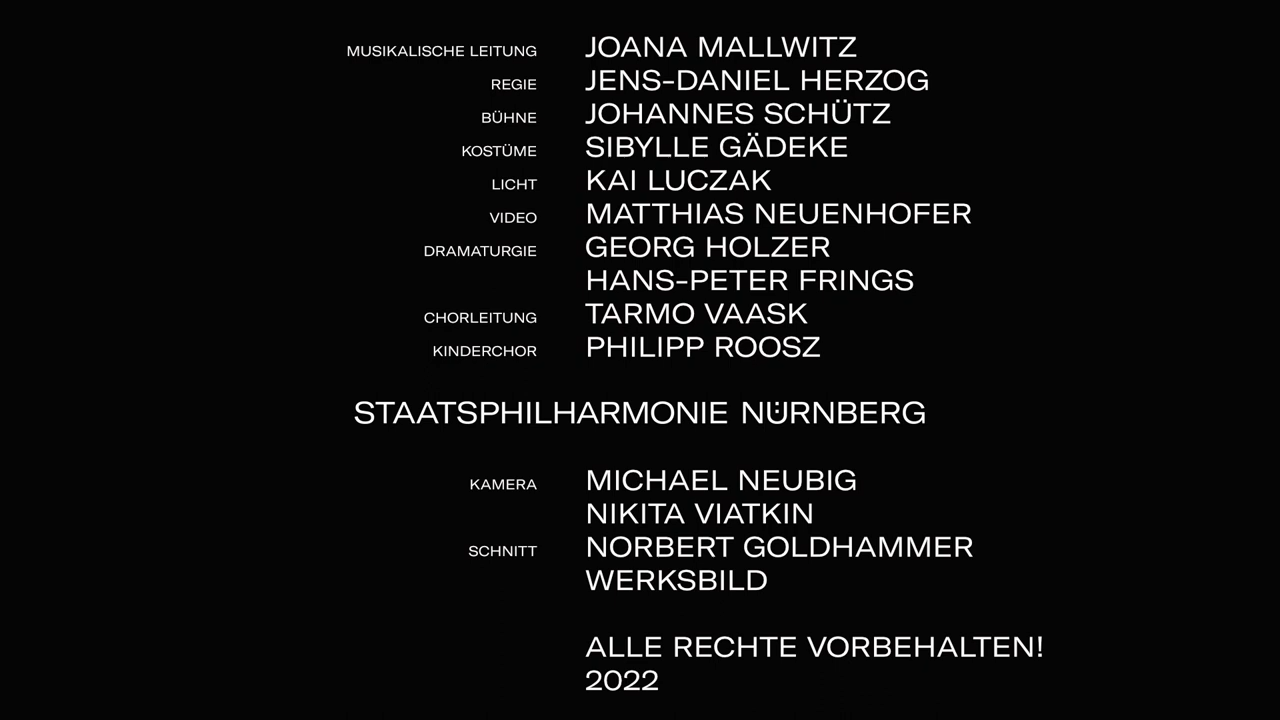 MUSIKALISCHE LEITUNG JOANA MALLWITZ
REGIE JENS-DANIEL HERZOG
BÜHNE JOHANNES SCHÜTZ
KOSTÜME SIBYLLE GÄDEKE
LICHT KAI LUCZAK
VIDEO MATTHIAS NEUENHOFER
DRAMATURGIE GEORG HOLZER
HANS-PETER FRINGS
CHORLEITUNG TARMO VAASK
KINDERCHOR PHILIPP ROOSZ
STAATSPHILHARMONIE NÜRNBERG
KAMERA MICHAEL NEUBIG
NIKITA VIATKIN
SCHNITT NORBERT GOLDHAMMER
WERKSBILD
ALLE RECHTE VORBEHALTEN!
2022